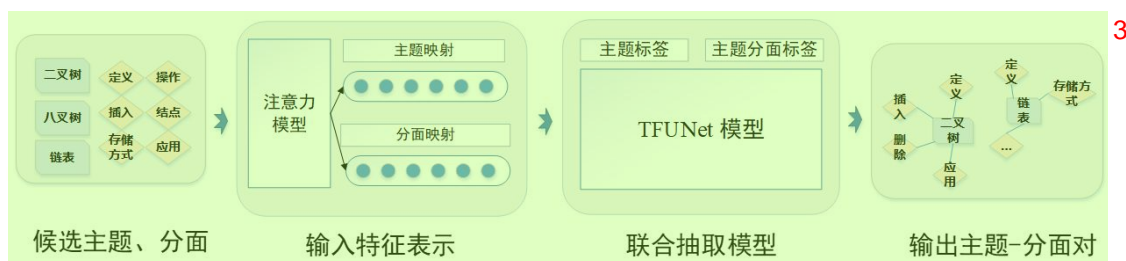 3
二叉树
八叉树
链表
定义
操作
插入
结点
存储
方式
应用
候选主题、分面
注意力
模型
主题映射
分面映射
输入特征表示
主题标签
主题分面标签
TFUNet 模型
联合抽取模型
插
入
删
除
定
义
二叉
树
应
用
定
义
链
表
存储方
式
...
输出主题-分面对